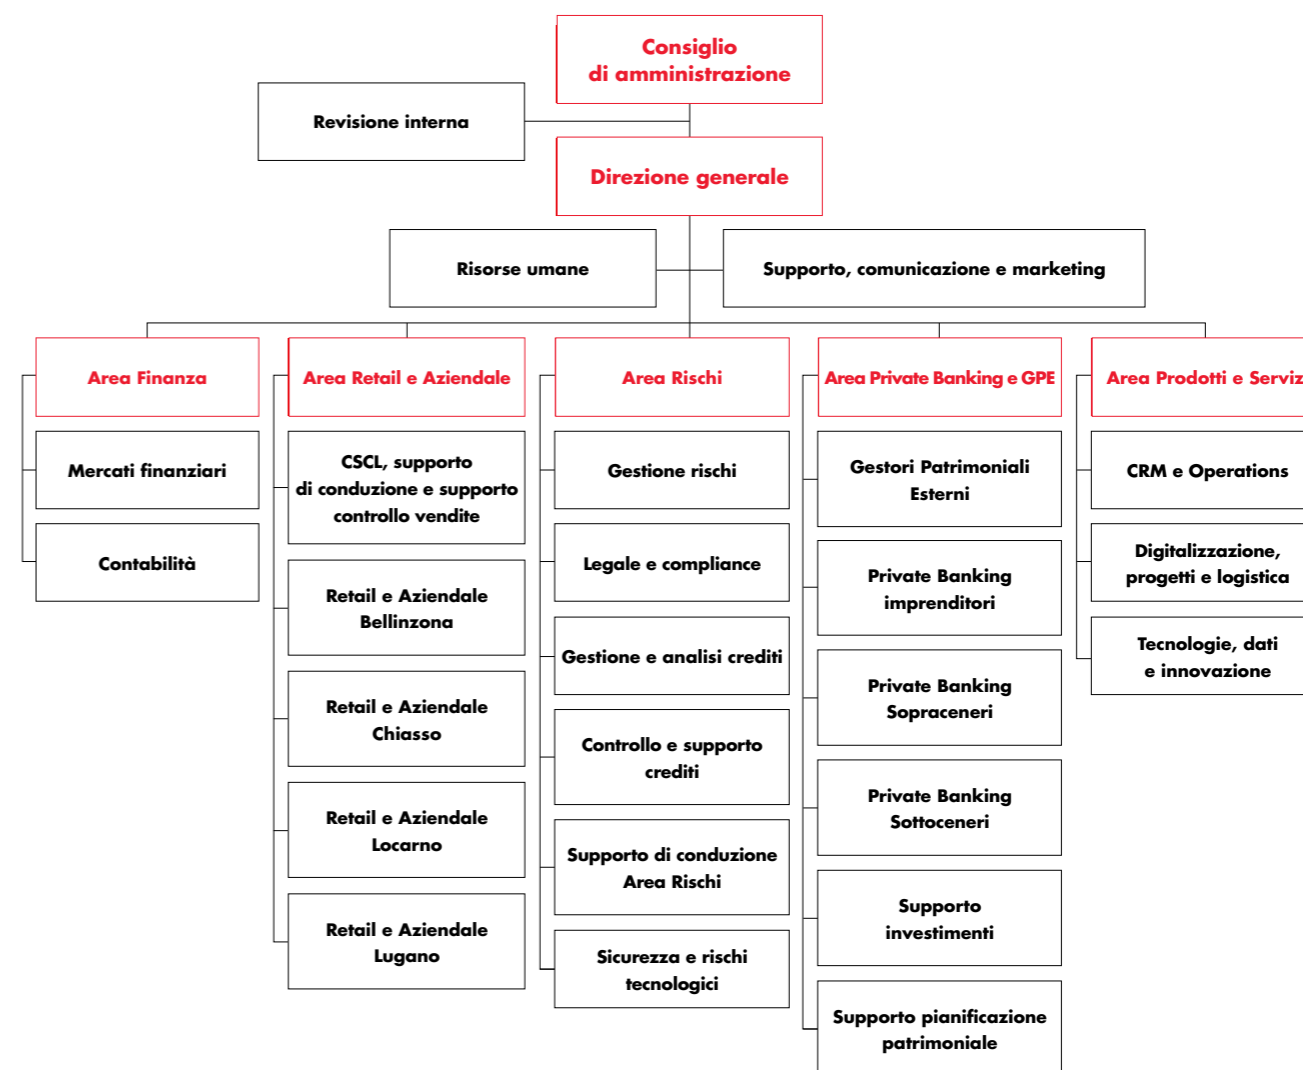 Consiglio
di amministrazione
Revisione interna
Direzione generale
Risorse umane
Supporto, comunicazione e marketing
Area Finanza
Mercati finanziari
Contabilità
Area Retail e Aziendale
CSCL, supporto
di conduzione e supporto
controllo vendite
Retail e Aziendale
Bellinzona
Retail e Aziendale
Chiasso
Retail e Aziendale
Locarno
Retail e Aziendale
Lugano
Area Rischi
Gestione rischi
Legale e compliance
Gestione e analisi crediti
Controllo e supporto
crediti
Supporto di conduzione
Area Rischi
Sicurezza e rischi
tecnologici
Area Private Banking e GPE
Gestori Patrimoniali
Esterni
Private Banking
imprenditori
Private Banking
Sopraceneri
Private Banking
Sottoceneri
Supporto
investimenti
Supporto pianificazione
patrimoniale
Area Prodotti e Serviz
CRM e Operations
Digitalizzazione,
progetti e logistica
Tecnologie, dati
e innovazione